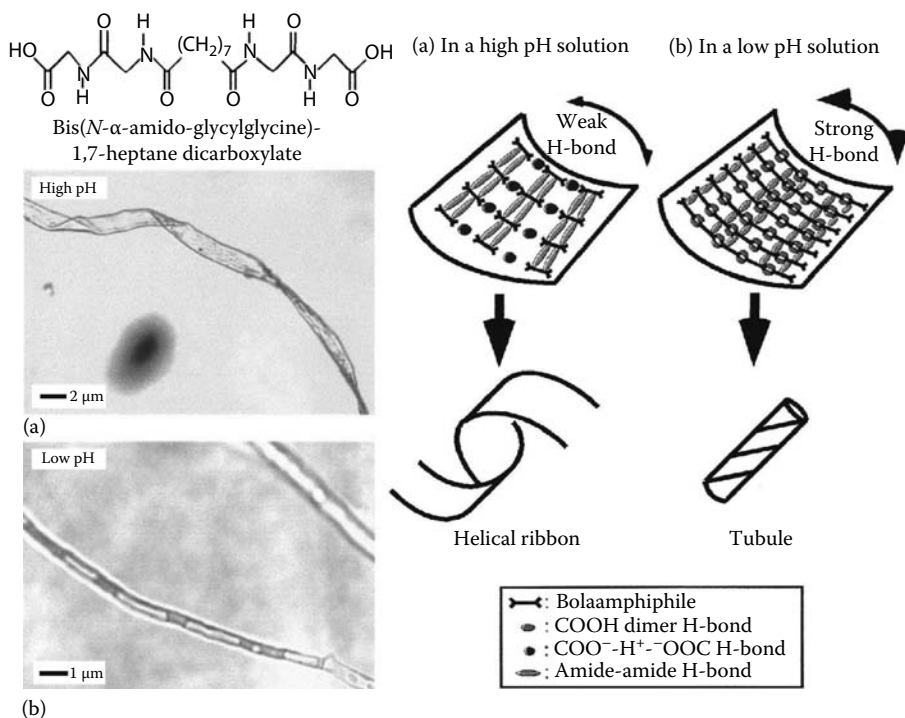 HO
O
N
H
O
H
N
O
(CH₂)₇
O
H
N
O
N
H
O
OH
Bis(N-α-amido-glycylglycine)-
1,7-heptane dicarboxylate
High pH
2 μm
(a)
Low pH
1 μm
(b)
(a) In a high pH solution
Weak
H-bond
Helical ribbon
(b) In a low pH solution
Strong
H-bond
Tubule
: Bolaamphiphile
: COOH dimer H-bond
: COO⁻-H⁺-⁻OOC H-bond
: Amide-amide H-bond